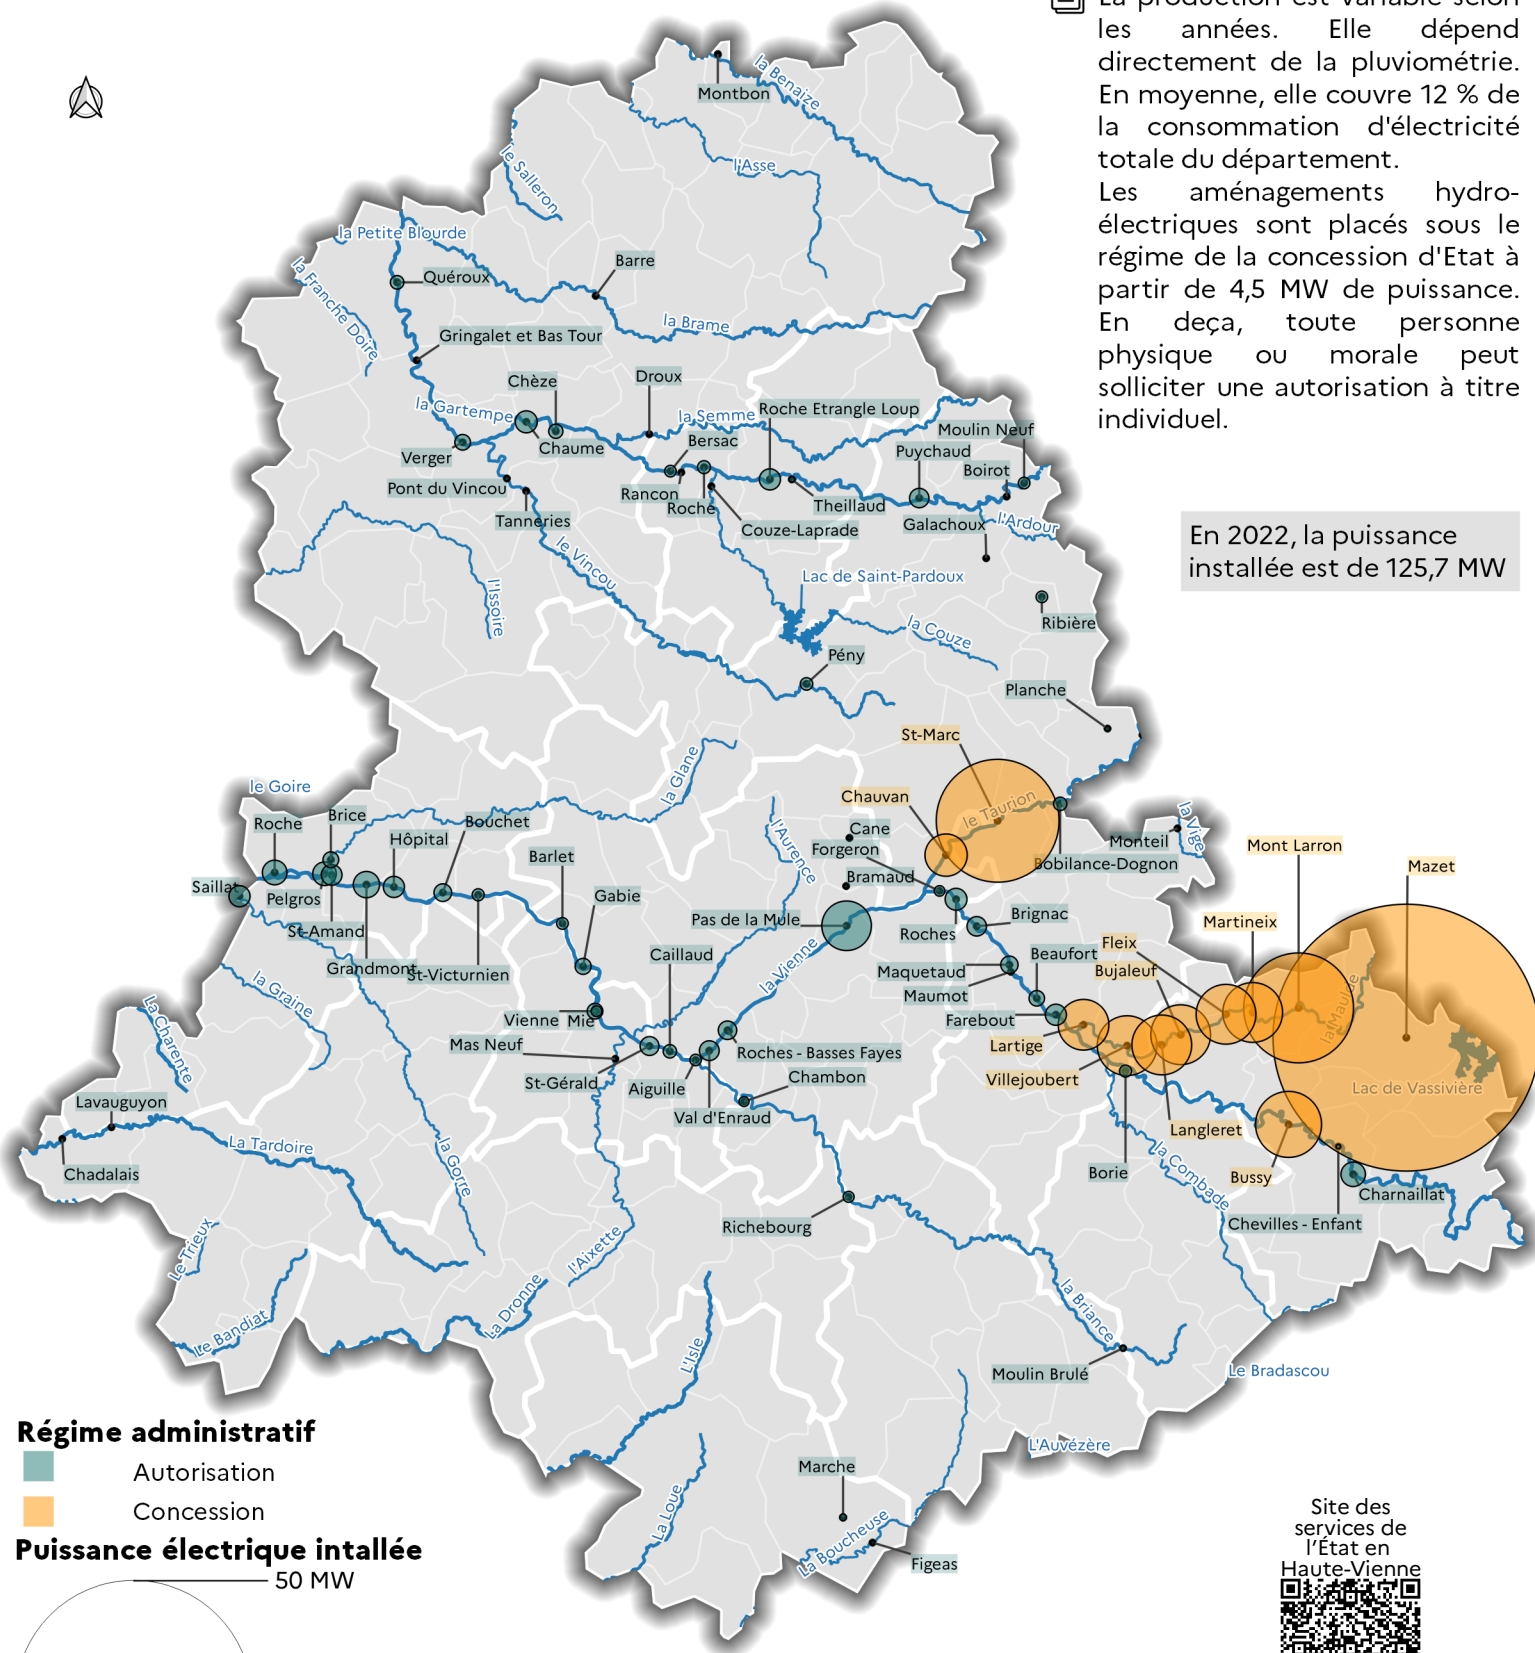 La production est variable selon
les années. Elle dépend
directement de la pluviométrie.
En moyenne, elle couvre 12 % de
la consommation d'électricité
totale du département.
Les aménagements hydro-
électriques sont placés sous le
régime de la concession d'Etat à
partir de 4,5 MW de puissance.
En deça, toute personne
physique ou morale peut
solliciter une autorisation à titre
individuel.
En 2022, la puissance
installée est de 125,7 MW
Montbon
la Benaize
l'Asse
le Salleron
la Petite Blourde
la Franche Doire
Quéroux
Barre
la Brame
Gringalet et Bas Tour
Chèze
Droux
la Gartempe
la Semme
Roche Etrangle Loup
Moulin Neuf
Verger
Chaume
Bersac
Puychaud
Boirot
Pont du Vincou
Rancon
Roche
Theillaud
Tanneries
Couze-Laprade
Galachoux
l'Ardour
le Vincou
l'Issoire
Lac de Saint-Pardoux
la Couze
Ribière
Pény
Planche
St-Marc
la Glane
le Goire
Chauvan
le Taurion
la Vige
Roche
Brice
Hôpital
Bouchet
l'Aurence
Cane
Forgeron
Monteil
Mont Larron
Barlet
Bobilance-Dognon
Mazet
Saillat
Pelgros
Bramaud
Gabie
St-Amand
Pas de la Mule
Roches
Brignac
Martineix
Grandmont
St-Victurnien
Caillaud
la Vienne
Maquetaud
Beaufort
Fleix
Bujaleuf
la Graine
Maumot
la Maulde
La Charente
Vienne
Mie
Farebout
Mas Neuf
Roches - Basses Fayes
Lartige
St-Gérald
Aiguille
Chambon
Villejoubert
Lac de Vassivière
Lavauguyon
Val d'Enraud
Langleret
La Tardoire
la Gorre
Borie
la Combade
Bussy
Chadalais
Charnaillat
Richebourg
Chevilles - Enfant
Le Trieux
l'Aixette
La Dronne
la Briance
Le Bandiat
L'Isle
Moulin Brulé
Le Bradascou
L'Auvézère
Marche
La Loue
La Boucheuse
Figeas
Régime administratif
Autorisation
Concession
Puissance électrique intallée
50 MW
Site des
services de
l'État en
Haute-Vienne